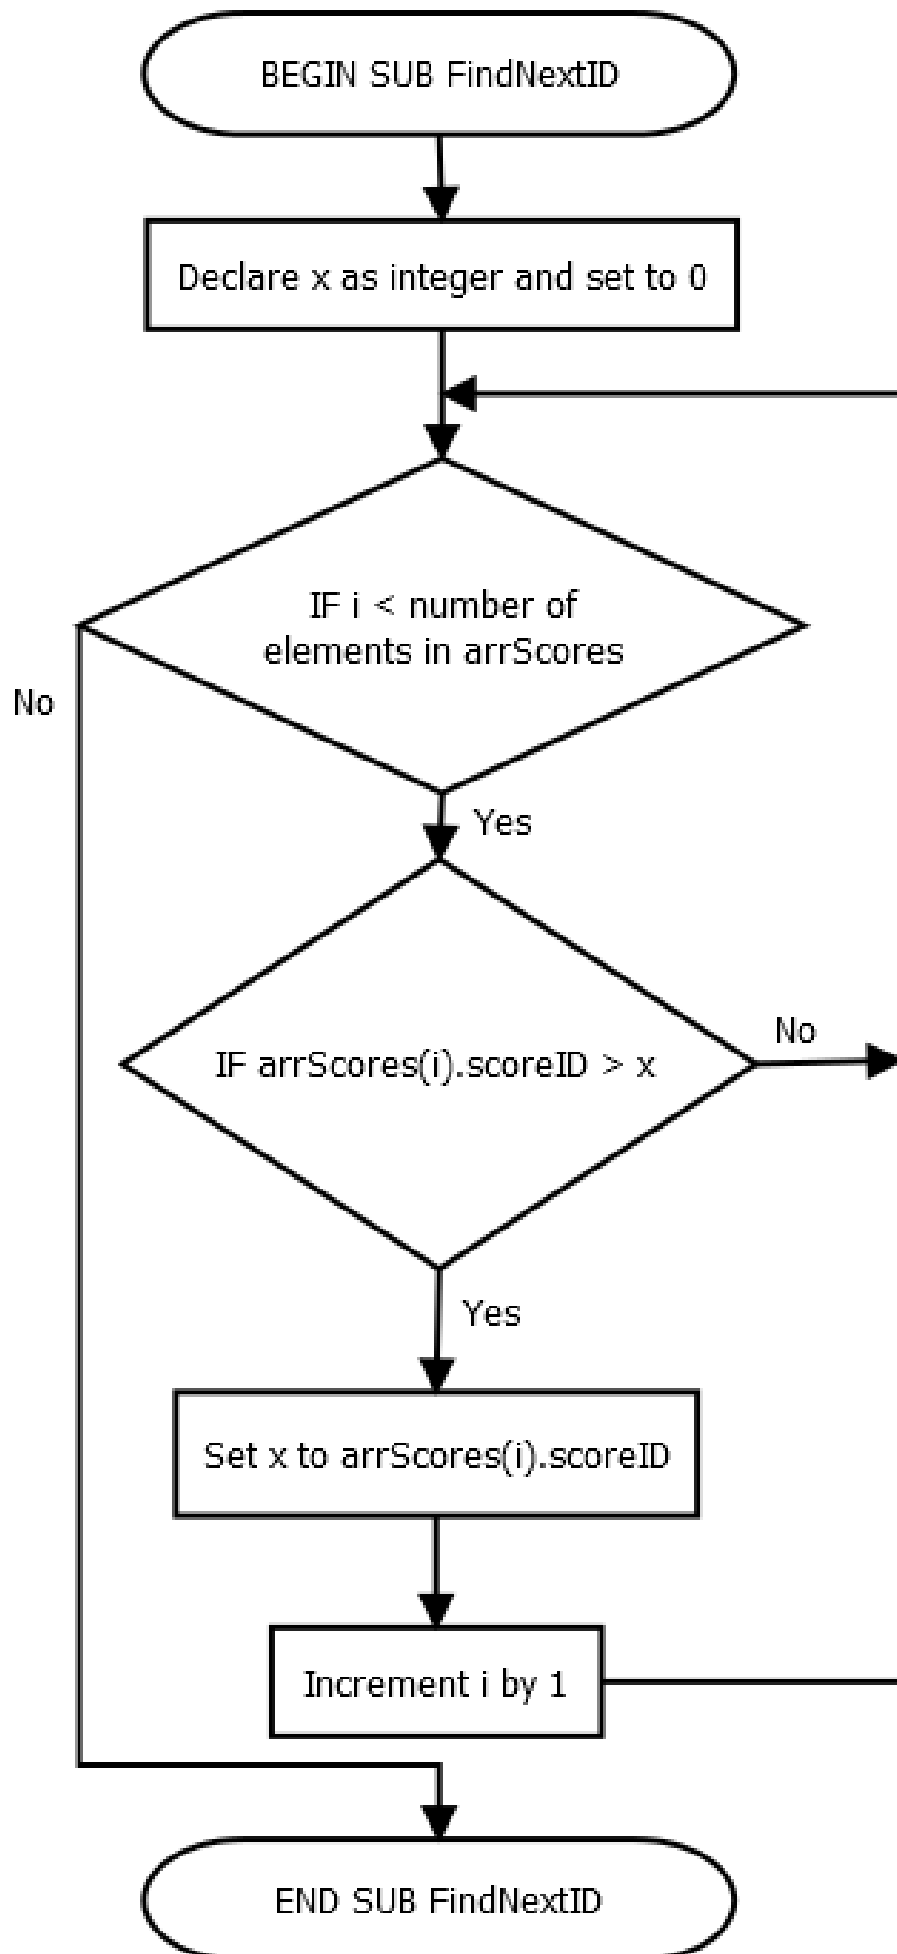 BEGIN SUB FindNextID
Declare x as integer and set to 0
IF i < number of
elements in arrScores
No
Yes
IF arrScores(i).scoreID > x
No
Yes
Set x to arrScores(i).scoreID
Increment i by 1
END SUB FindNextID